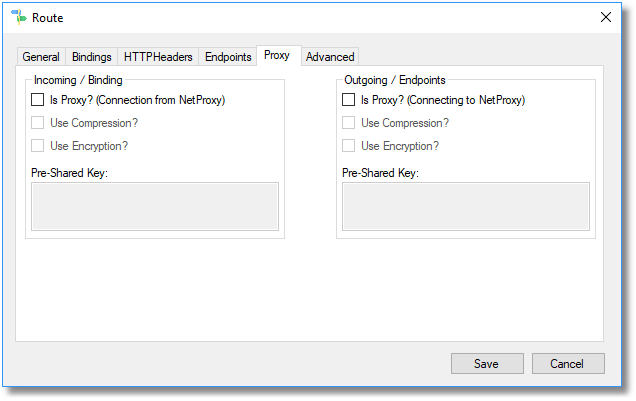 Route
General Bindings HTTPHeaders Endpoints Proxy Advanced
Incoming / Binding
Is Proxy? (Connection from NetProxy)
Use Compression?
Use Encryption?
Pre-Shared Key:
Outgoing / Endpoints
Is Proxy? (Connecting to NetProxy)
Use Compression?
Use Encryption?
Pre-Shared Key:
Save Cancel